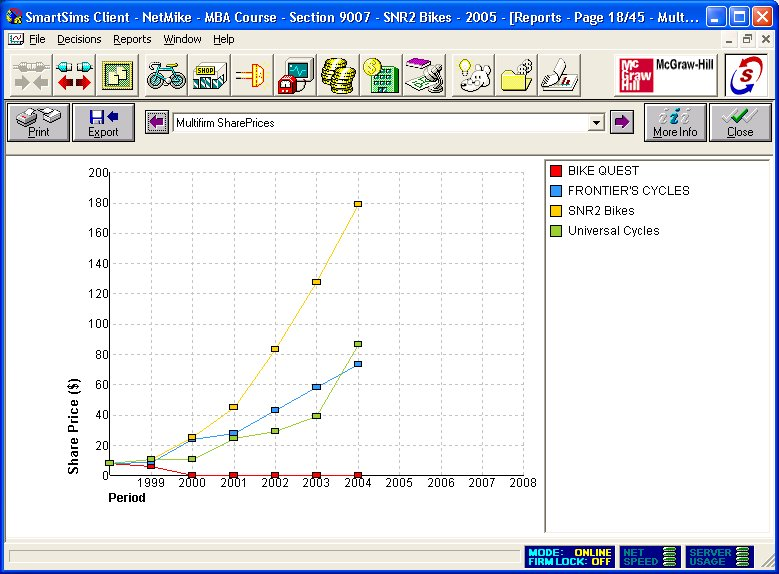 SmartSims Client - NetMike - MBA Course - Section 9007 - SNR2 Bikes - 2005 - [Reports - Page 18/45 - Mult...
File Decisions Reports Window Help
SHOP
Mc Graw Hill McGraw-Hill
S
Print Export Multifirm SharePrices More Info Close
BIKE QUEST
FRONTIER'S CYCLES
SNR2 Bikes
Universal Cycles
200
180
160
140
120
100
80
60
40
20
0
Share Price ($)
1999 2000 2001 2002 2003 2004 2005 2006 2007 2008
Period
MODE: ONLINE
FIRM LOCK: OFF
NET SPEED
SERVER USAGE